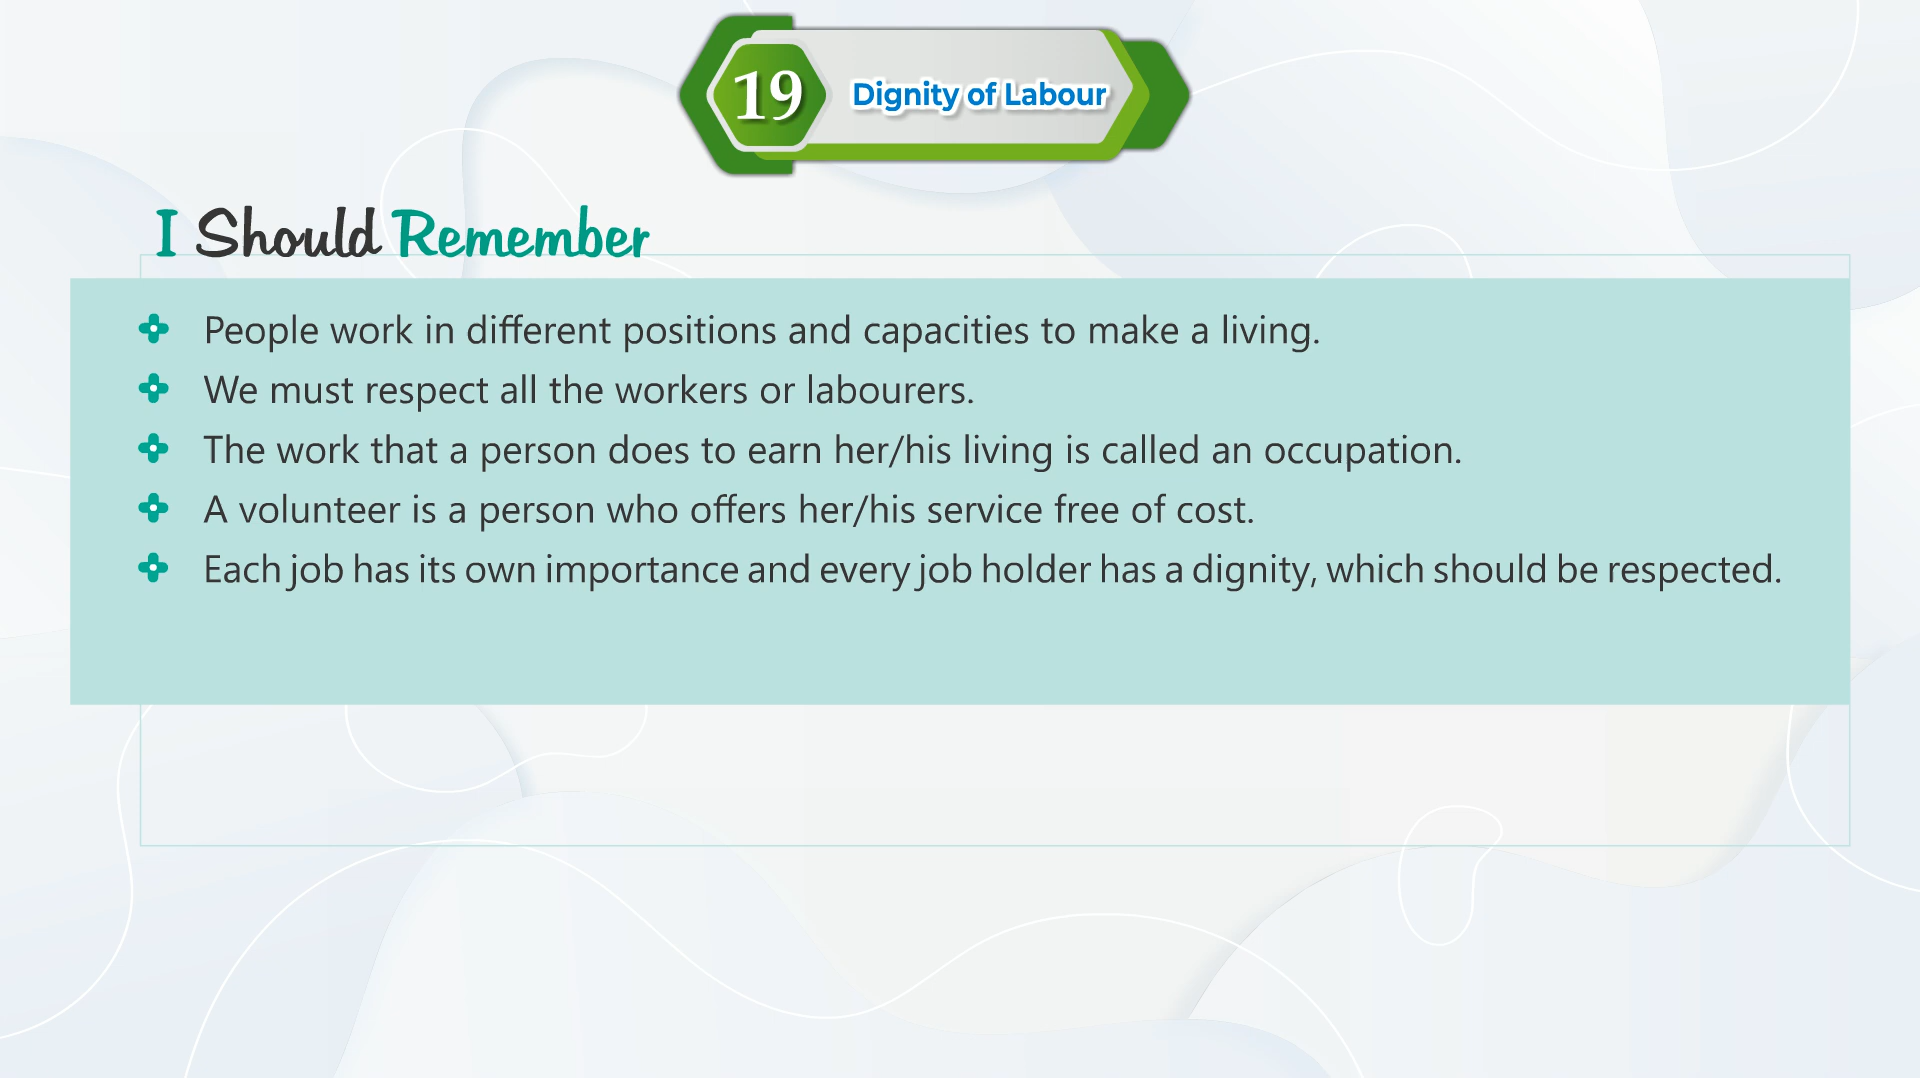 19 Dignity of Labour
I Should Remember
People work in different positions and capacities to make a living.
We must respect all the workers or labourers.
The work that a person does to earn her/his living is called an occupation.
A volunteer is a person who offers her/his service free of cost.
Each job has its own importance and every job holder has a dignity, which should be respected.